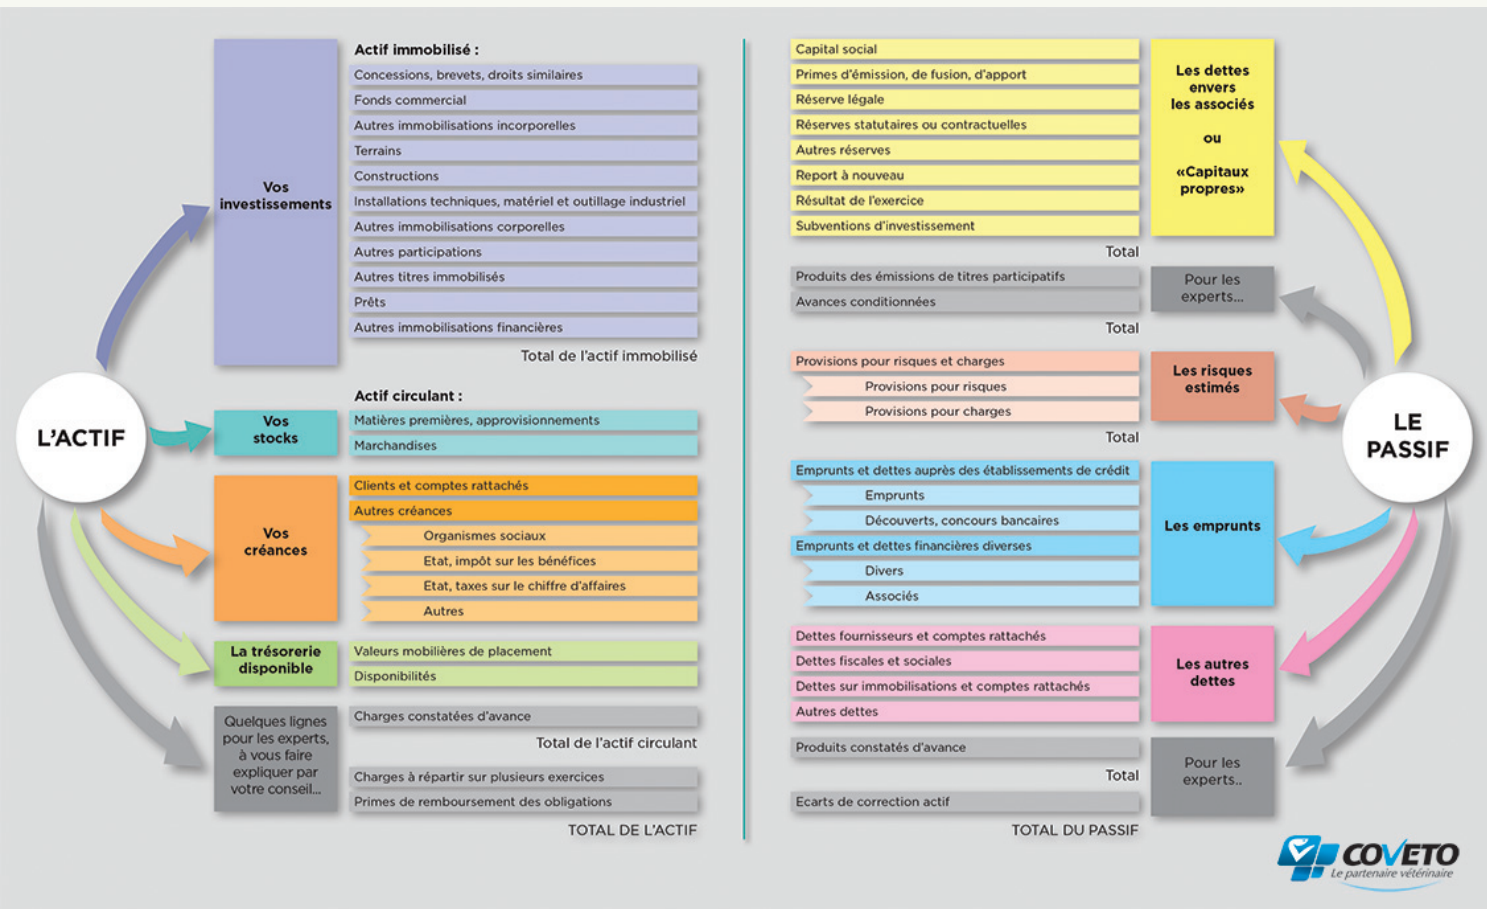 L'ACTIF
Vos
investissements
Actif immobilisé :
Concessions, brevets, droits similaires
Fonds commercial
Autres immobilisations incorporelles
Terrains
Constructions
Installations techniques, matériel et outillage industriel
Autres immobilisations corporelles
Autres participations
Autres titres immobilisés
Prêts
Autres immobilisations financières
Total de l'actif immobilisé
Actif circulant :
Vos
stocks
Matières premières, approvisionnements
Marchandises
Vos
créances
Clients et comptes rattachés
Autres créances
Organismes sociaux
Etat, impôt sur les bénéfices
Etat, taxes sur le chiffre d'affaires
Autres
La trésorerie
disponible
Valeurs mobilières de placement
Disponibilités
Quelques lignes
pour les experts,
à vous faire
expliquer par
votre conseil...
Charges constatées d'avance
Total de l'actif circulant
Charges à répartir sur plusieurs exercices
Primes de remboursement des obligations
TOTAL DE L'ACTIF
Capital social
Primes d'émission, de fusion, d'apport
Réserve légale
Réserves statutaires ou contractuelles
Autres réserves
Report à nouveau
Résultat de l'exercice
Subventions d'investissement
Total
Les dettes
envers
les associés
ou
«Capitaux
propres»
Produits des émissions de titres participatifs
Avances conditionnées
Total
Pour les
experts...
Provisions pour risques et charges
Provisions pour risques
Provisions pour charges
Total
Les risques
estimés
Emprunts et dettes auprès des établissements de crédit
Emprunts
Découverts, concours bancaires
Emprunts et dettes financières diverses
Divers
Associés
Les emprunts
Dettes fournisseurs et comptes rattachés
Dettes fiscales et sociales
Dettes sur immobilisations et comptes rattachés
Autres dettes
Les autres
dettes
Produits constatés d'avance
Total
Ecarts de correction actif
TOTAL DU PASSIF
Pour les
experts..
LE
PASSIF
COVETO
Le partenaire vétérinaire